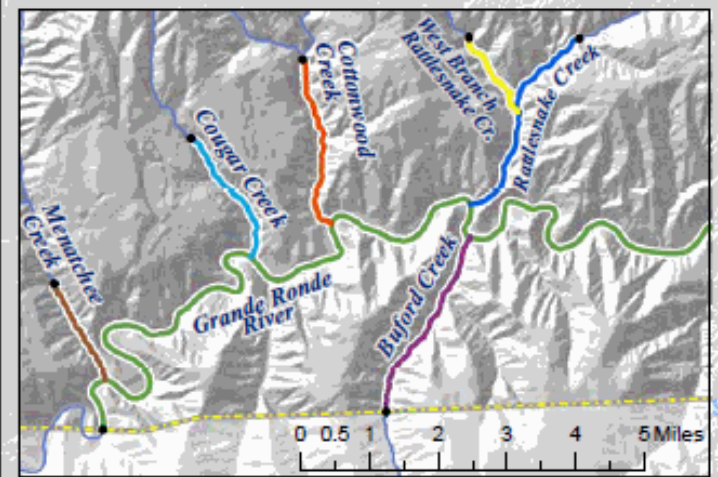 West Branch
Rattlesnake Cr.
Rattlesnake Creek
Cottonwood
Creek
Cougar Creek
Menatchee
Creek
Grande Ronde
River
Buford Creek
0 0.5 1 2 3 4 5 Miles